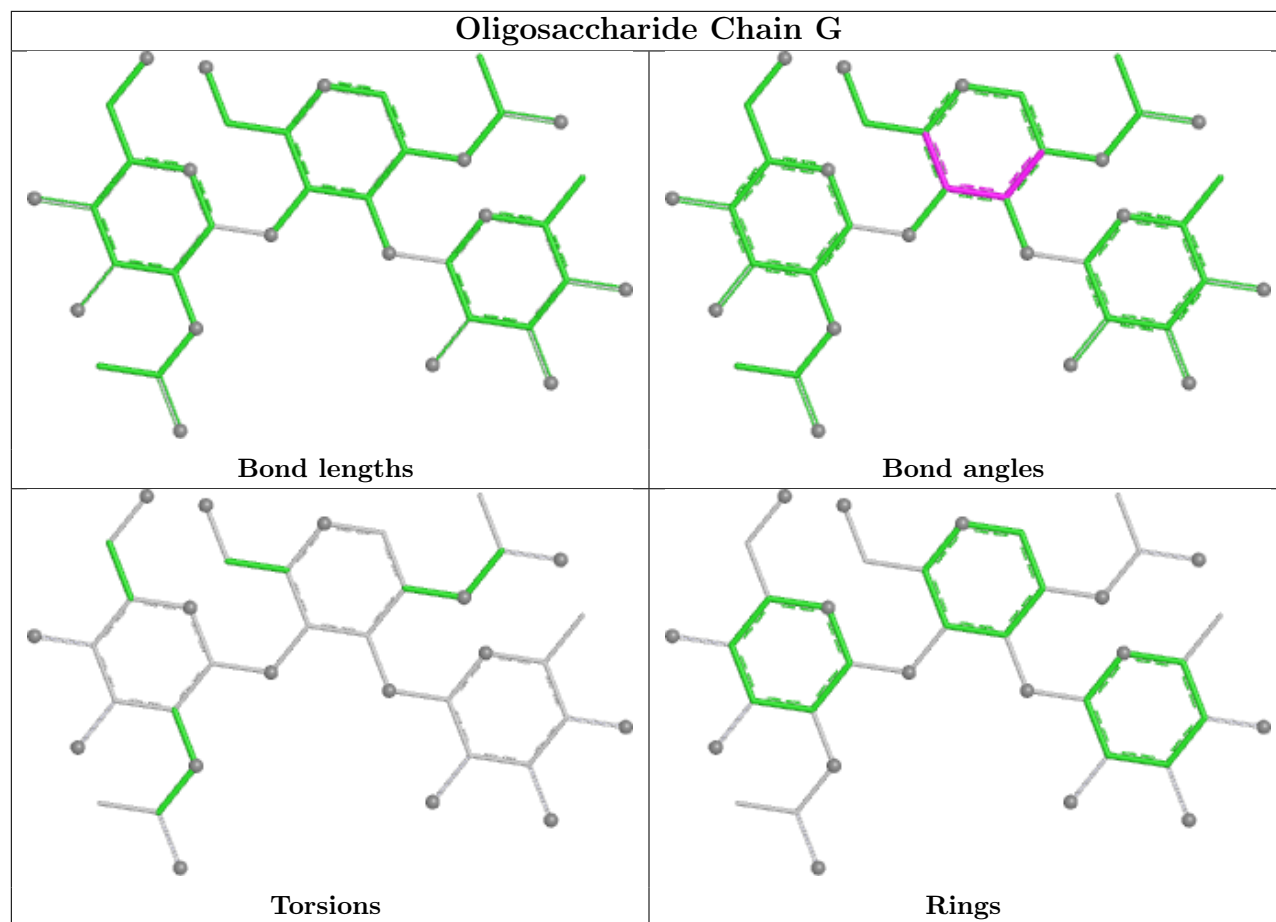 Oligosaccharide Chain G
Bond lengths
Bond angles
Torsions
Rings